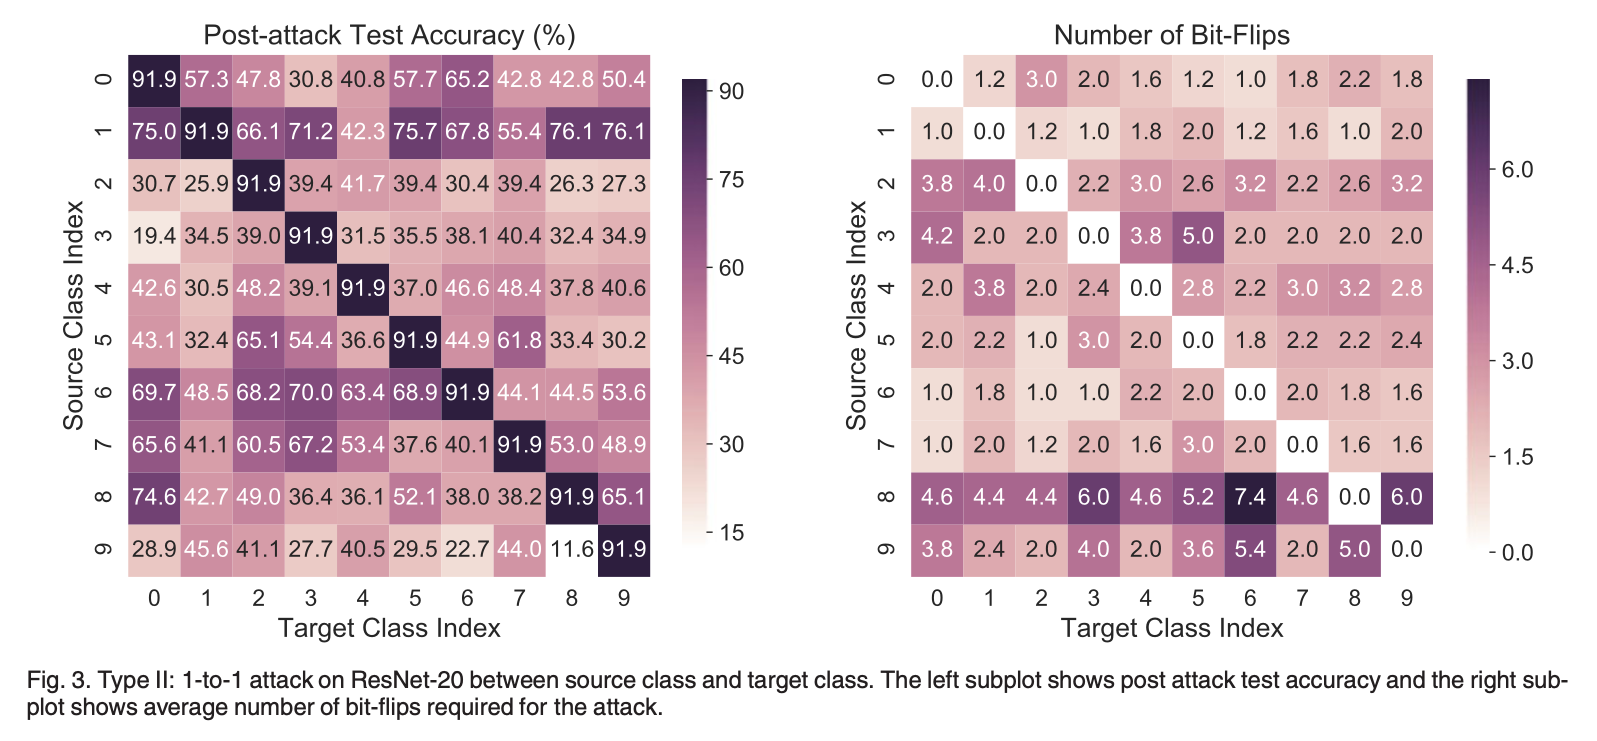 Post-attack Test Accuracy (%)
0 91.9 57.3 47.8 30.8 40.8 57.7 65.2 42.8 42.8 50.4
1 75.0 91.9 66.1 71.2 42.3 75.7 67.8 55.4 76.1 76.1
2 30.7 25.9 91.9 39.4 41.7 39.4 30.4 39.4 26.3 27.3
3 19.4 34.5 39.0 91.9 31.5 35.5 38.1 40.4 32.4 34.9
4 42.6 30.5 48.2 39.1 91.9 37.0 46.6 48.4 37.8 40.6
5 43.1 32.4 65.1 54.4 36.6 91.9 44.9 61.8 33.4 30.2
6 69.7 48.5 68.2 70.0 63.4 68.9 91.9 44.1 44.5 53.6
7 65.6 41.1 60.5 67.2 53.4 37.6 40.1 91.9 53.0 48.9
8 74.6 42.7 49.0 36.4 36.1 52.1 38.0 38.2 91.9 65.1
9 28.9 45.6 41.1 27.7 40.5 29.5 22.7 44.0 11.6 91.9
0 1 2 3 4 5 6 7 8 9
Source Class Index
Target Class Index
90
75
60
45
30
15
Number of Bit-Flips
0 0.0 1.2 3.0 2.0 1.6 1.2 1.0 1.8 2.2 1.8
1 1.0 0.0 1.2 1.0 1.8 2.0 1.2 1.6 1.0 2.0
2 3.8 4.0 0.0 2.2 3.0 2.6 3.2 2.2 2.6 3.2
3 4.2 2.0 2.0 0.0 3.8 5.0 2.0 2.0 2.0 2.0
4 2.0 3.8 2.0 2.4 0.0 2.8 2.2 3.0 3.2 2.8
5 2.0 2.2 1.0 3.0 2.0 0.0 1.8 2.2 2.2 2.4
6 1.0 1.8 1.0 1.0 2.2 2.0 0.0 2.0 1.8 1.6
7 1.0 2.0 1.2 2.0 1.6 3.0 2.0 0.0 1.6 1.6
8 4.6 4.4 4.4 6.0 4.6 5.2 7.4 4.6 0.0 6.0
9 3.8 2.4 2.0 4.0 2.0 3.6 5.4 2.0 5.0 0.0
0 1 2 3 4 5 6 7 8 9
Source Class Index
Target Class Index
6.0
4.5
3.0
1.5
0.0
Fig. 3. Type II: 1-to-1 attack on ResNet-20 between source class and target class. The left subplot shows post attack test accuracy and the right sub-
plot shows average number of bit-flips required for the attack.